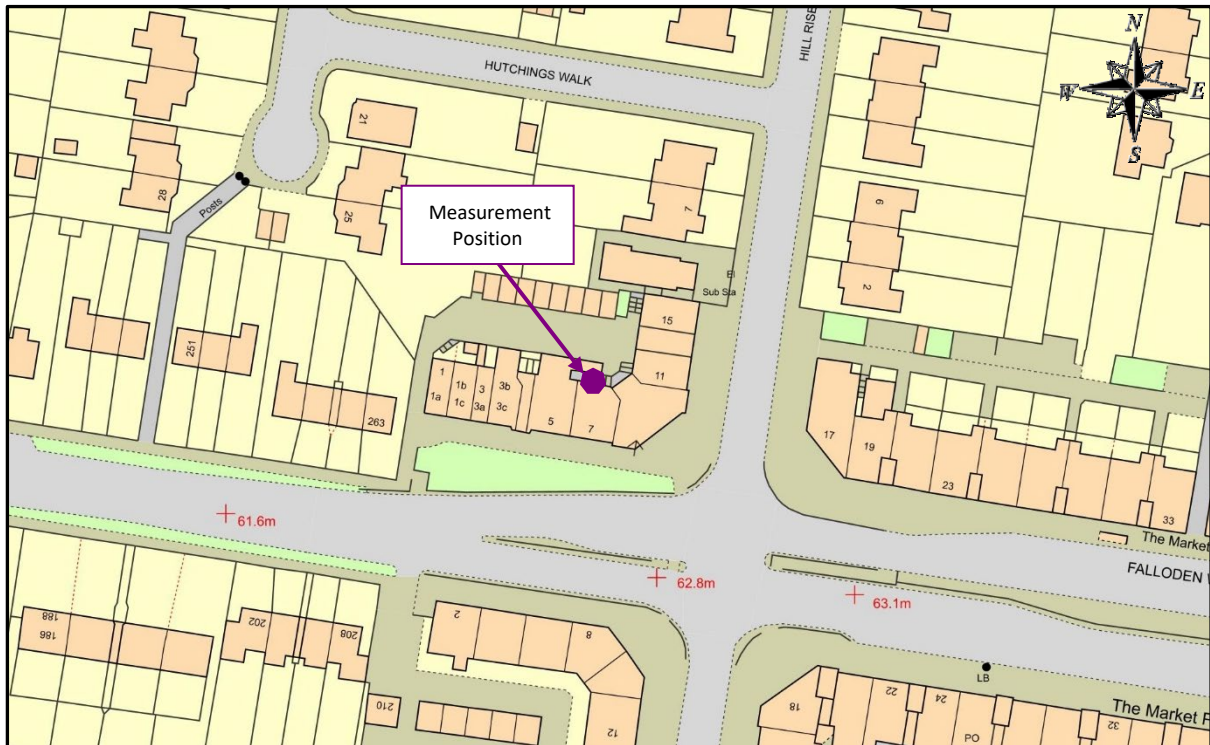 HUTCHINGS WALK
HILL RISE
N
W
E
S
21
28
Posts
25
7
6
2
Measurement
Position
El
Sub Sta
15
11
251
263
1
1a
1b
1c
3
3a
3b
3c
5
7
17
19
23
33
The Market
FALLODEN W
61.6m
62.8m
63.1m
188
186
202
208
210
2
8
12
LB
18
22
24
PO
32
The Market P